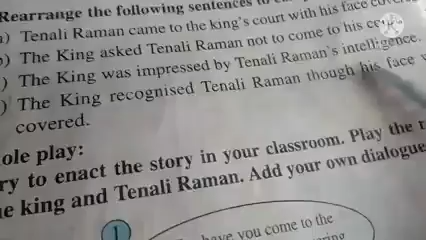 Rearrange the following sentences
Tenali Raman came to the king's court with his face
) The King asked Tenali Raman not to come to his
) The King was impressed by Tenali Raman's intelligence.
) The King recognised Tenali Raman though his face
covered.
ole play:
ry to enact the story in your classroom. Play the
e king and Tenali Raman. Add your own dialogue
1
have you come to the